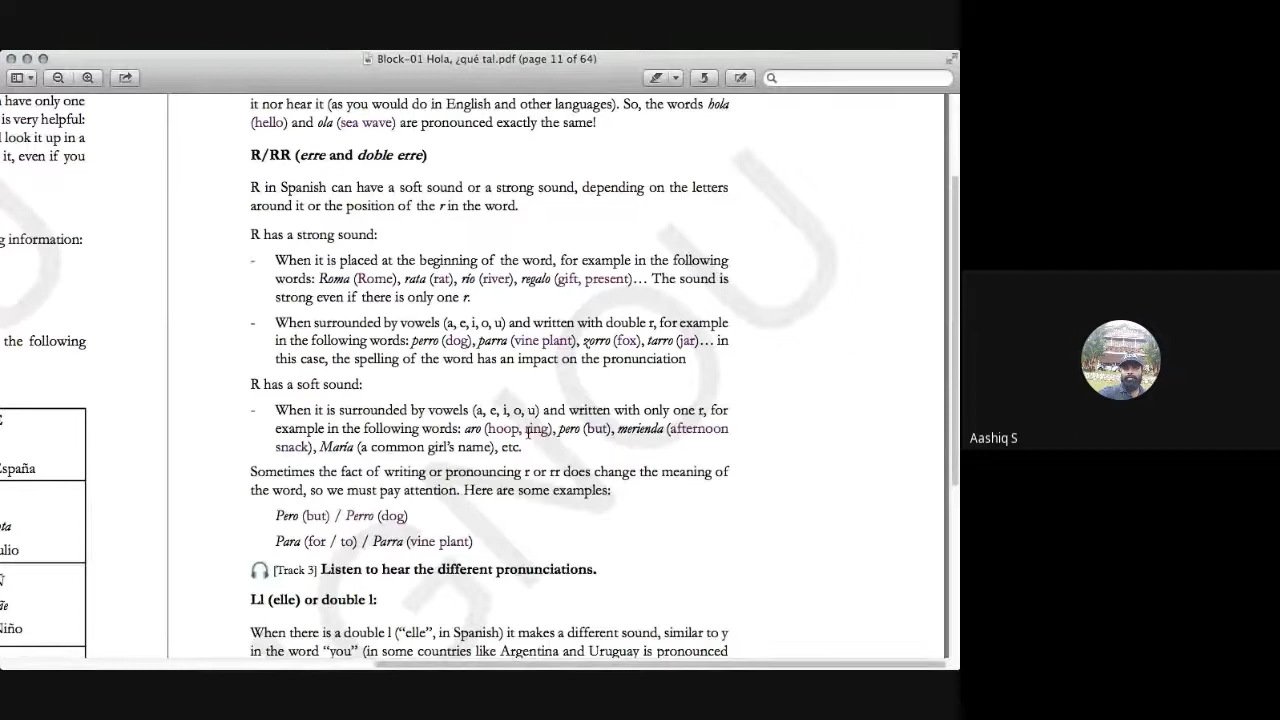 Block-01 Hola, ¿qué tal.pdf (page 11 of 64)
have only one
is very helpful:
look it up in a
it, even if you
g information:
the following
España
ulio
Niño
it nor hear it (as you would do in English and other languages). So, the words hola
(hello) and ola (sea wave) are pronounced exactly the same!
R/RR (erre and doble erre)
R in Spanish can have a soft sound or a strong sound, depending on the letters
around it or the position of the r in the word.
R has a strong sound:
- When it is placed at the beginning of the word, for example in the following
words: Roma (Rome), rata (rat), río (river), regalo (gift, present)… The sound is
strong even if there is only one r.
- When surrounded by vowels (a, e, i, o, u) and written with double r, for example
in the following words: perro (dog), parra (vine plant), zorro (fox), tarro (jar)… in
this case, the spelling of the word has an impact on the pronunciation
R has a soft sound:
- When it is surrounded by vowels (a, e, i, o, u) and written with only one r, for
example in the following words: aro (hoop, ring), pero (but), merienda (afternoon
snack), María (a common girl's name), etc.
Sometimes the fact of writing or pronouncing r or rr does change the meaning of
the word, so we must pay attention. Here are some examples:
Pero (but) / Perro (dog)
Para (for / to) / Parra (vine plant)
[Track 3] Listen to hear the different pronunciations.
Ll (elle) or double l:
When there is a double l (“elle”, in Spanish) it makes a different sound, similar to y
in the word “you” (in some countries like Argentina and Uruguay is pronounced
GNOU
Aashiq S